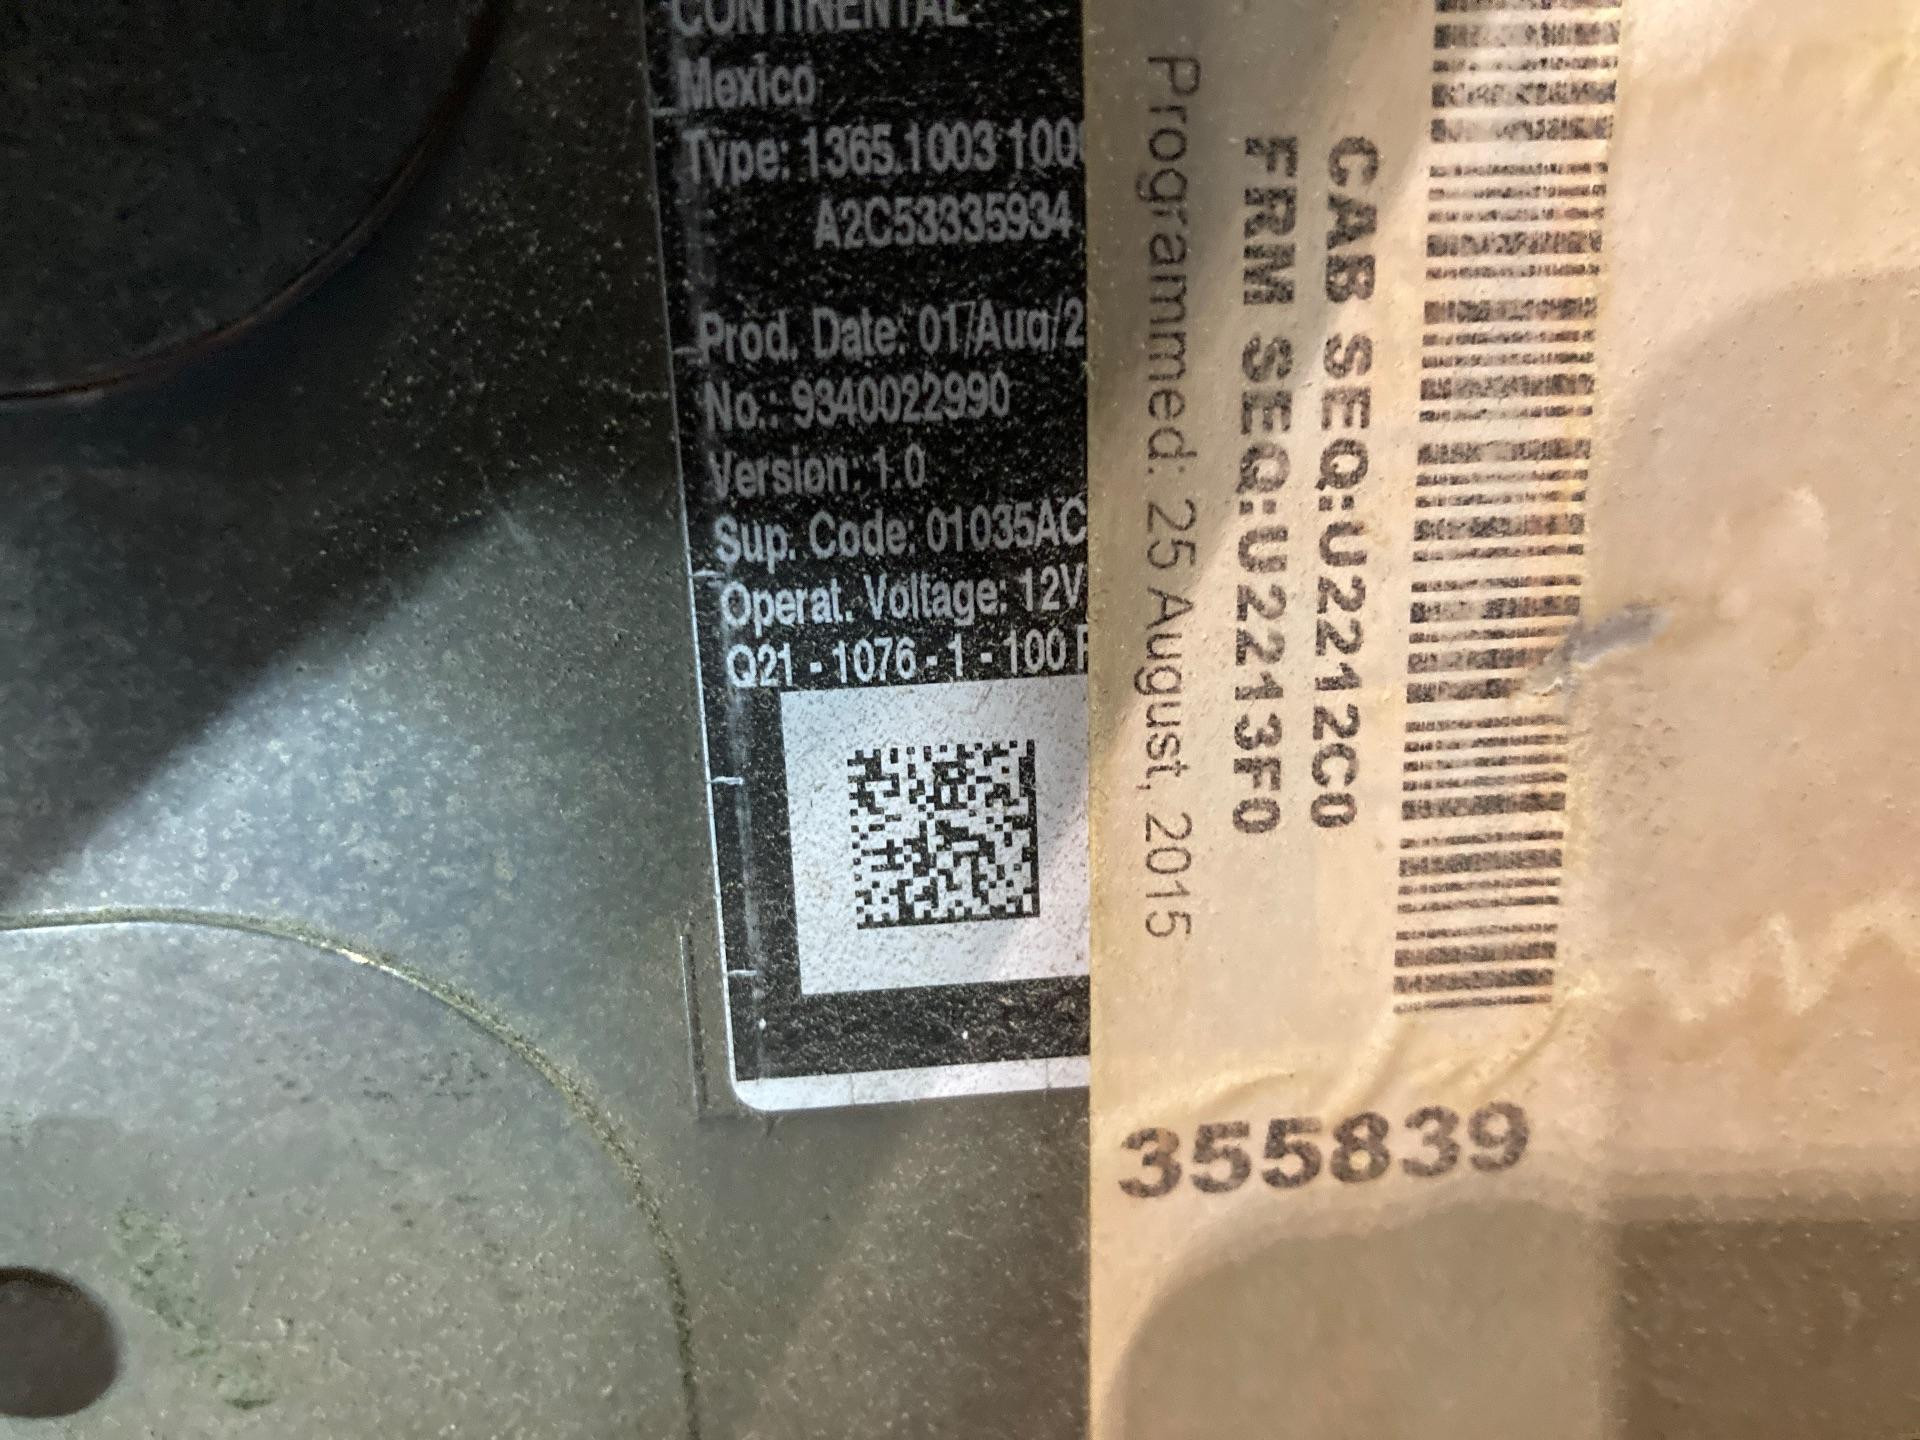 CONTINENTAL
Mexico
Type: 1365.1003 100
A2C53335934
Prod. Date: 01/Aug/2
No.: 9340022990
Version: 1.0
Sup. Code: 01035AC
Operat. Voltage: 12V
Q21 - 1076 - 1 - 100
CAB SEQ:U2212C0
FRM SEQ:U2213F0
Programmed: 25 August, 2015
355839